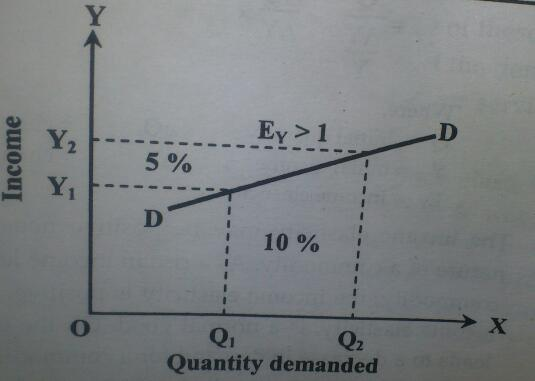 Y
E_Y > 1
D
Y₂
5 %
Income
Y₁
D
10 %
O
X
Q₁
Q₂
Quantity demanded